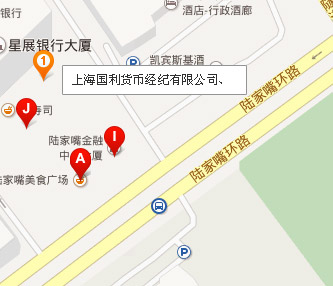 银行
酒店-行政酒廊
星展银行大厦
1
凯宾斯基酒
上海国利货币经纪有限公司、
J
寿司
陆家嘴金融
中 厦
I
A
陆家嘴美食广场
陆家嘴环路
陆家嘴环路
P
P